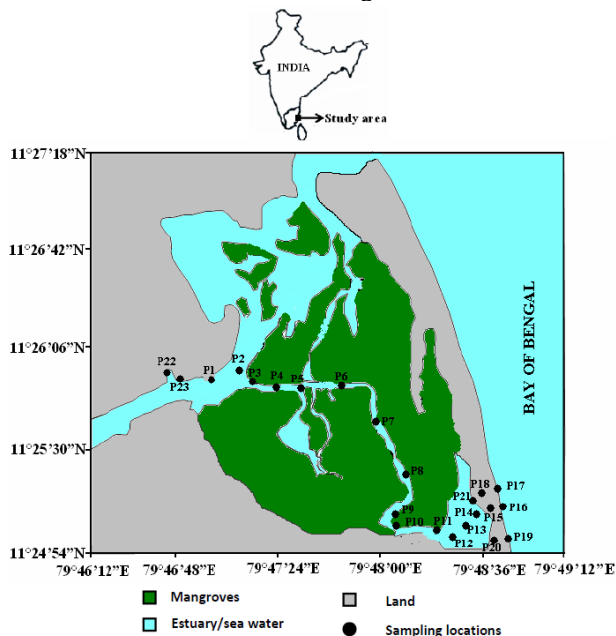 INDIA
Study area
11°27'18”N
11°26'42”N
11°26'06”N
11°25'30”N
11°24'54”N
BAY OF BENGAL
P22
P23
P1
P2
P3
P4
P5
P6
P7
P8
P9
P10
P11
P12
P13
P14
P15
P16
P17
P18
P19
P20
P21
79°46'12”E
79°46'48”E
79°47'24”E
79°48'00”E
79°48'36”E
79°49'12”E
Mangroves
Land
Estuary/sea water
Sampling locations